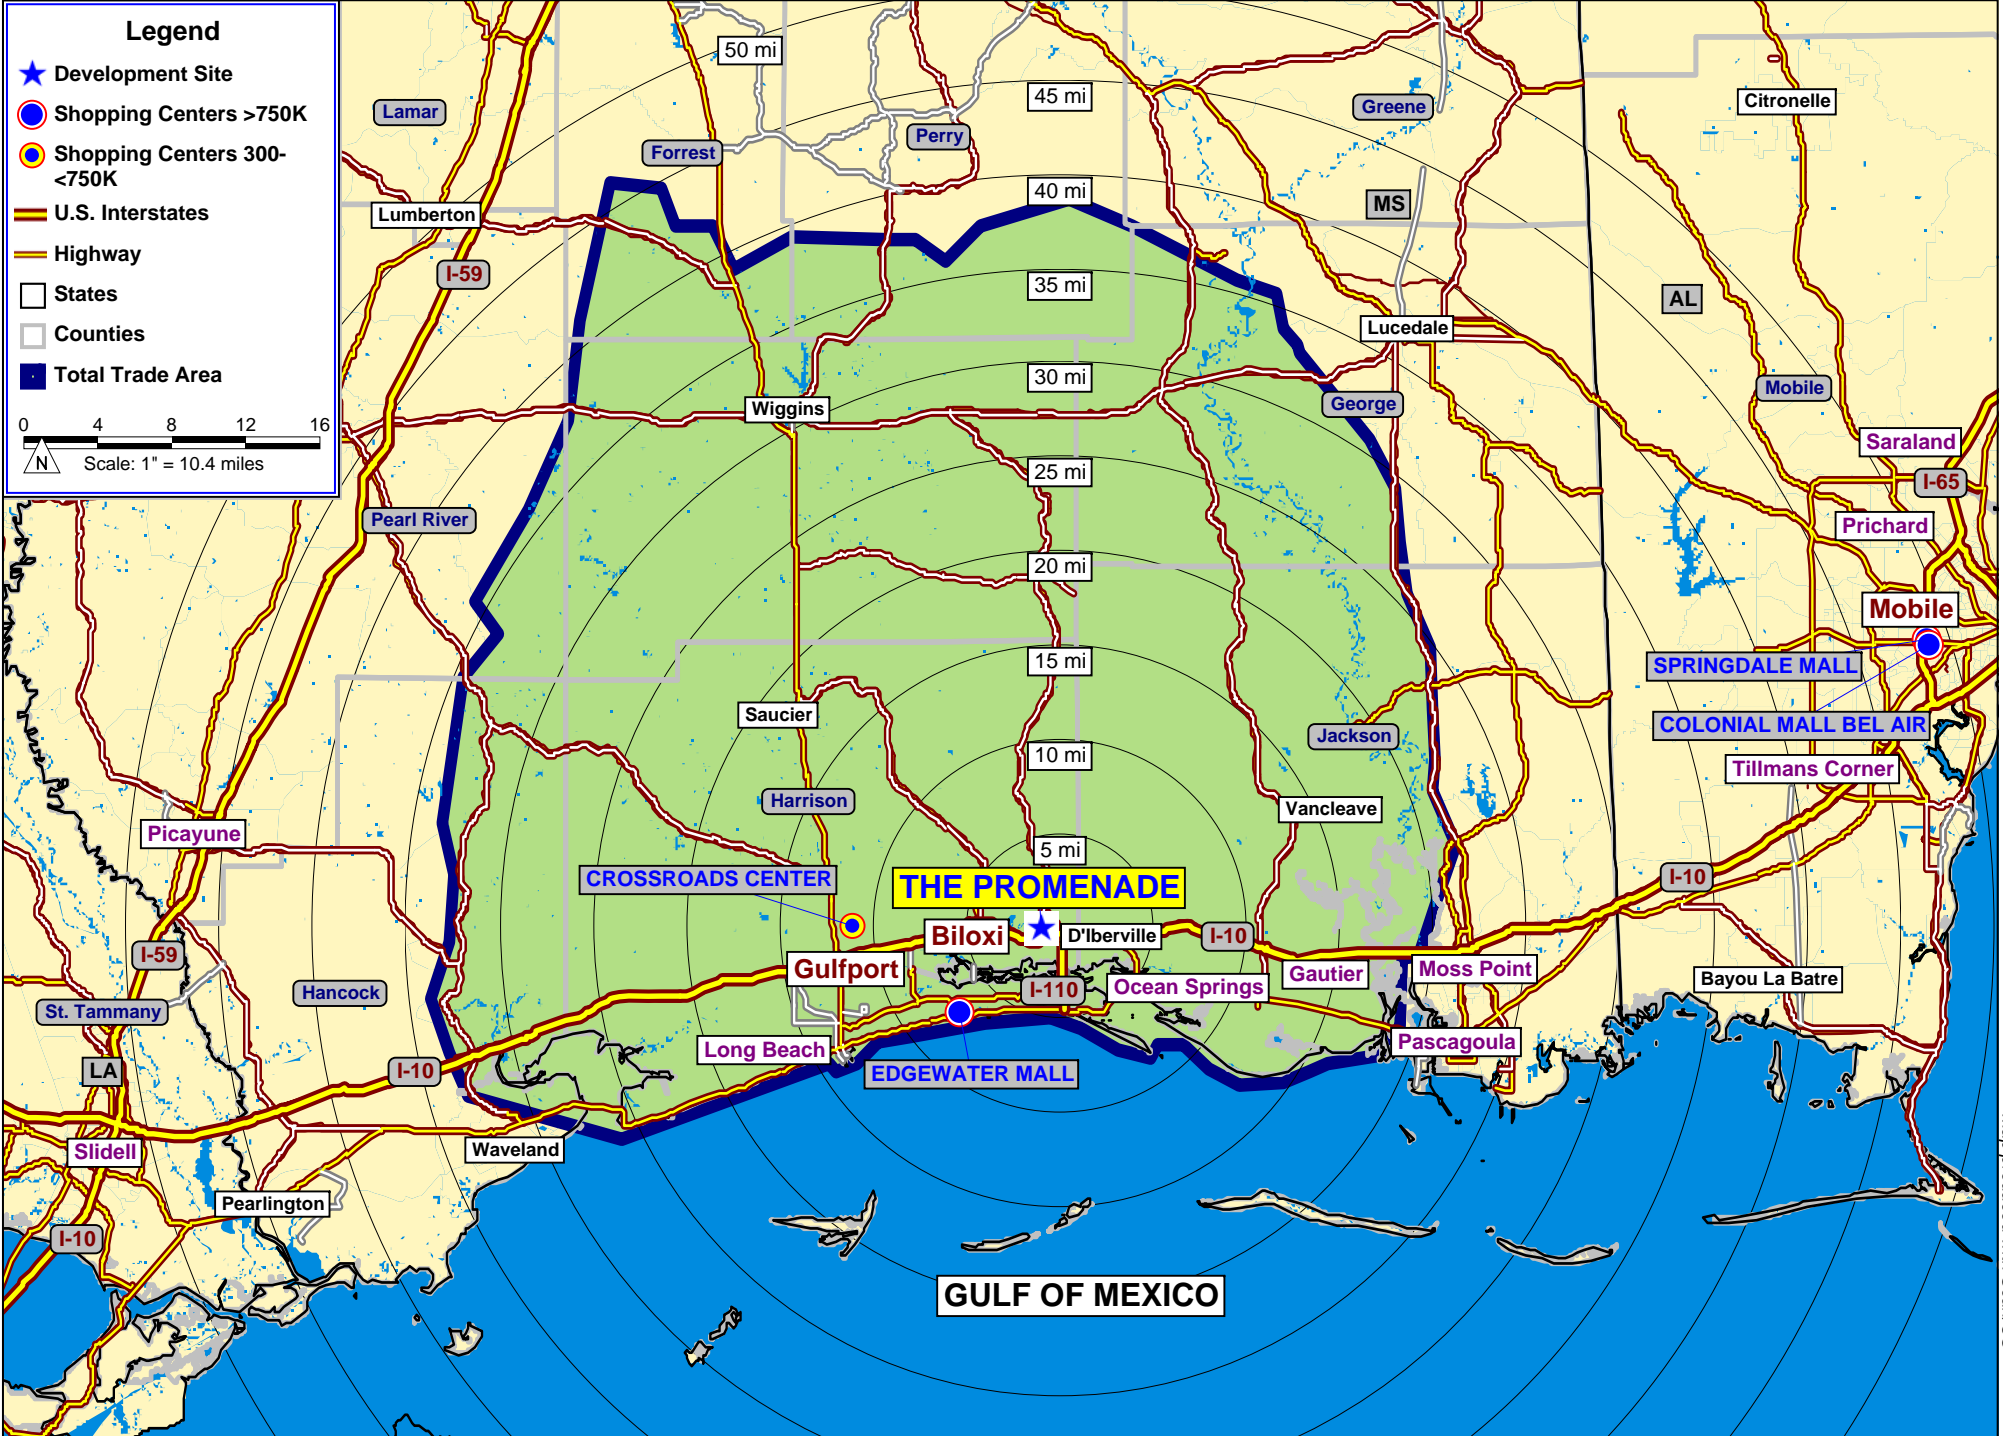 Legend
Development Site
Shopping Centers >750K
Shopping Centers 300-
<750K
U.S. Interstates
Highway
States
Counties
Total Trade Area
0 4 8 12 16
N
Scale: 1" = 10.4 miles
50 mi
45 mi
40 mi
35 mi
30 mi
25 mi
20 mi
15 mi
10 mi
5 mi
Lamar
Forrest
Perry
Greene
Citronelle
Lumberton
MS
I-59
AL
Lucedale
Mobile
Wiggins
George
Saraland
I-65
Pearl River
Prichard
Mobile
SPRINGDALE MALL
Saucier
COLONIAL MALL BEL AIR
Jackson
Tillmans Corner
Harrison
Vancleave
Picayune
CROSSROADS CENTER
THE PROMENADE
I-10
Biloxi
D'Iberville
I-10
I-59
Gulfport
Gautier
Moss Point
Bayou La Batre
Hancock
I-110
Ocean Springs
St. Tammany
Long Beach
Pascagoula
LA
I-10
EDGEWATER MALL
Slidell
Waveland
Pearlington
I-10
GULF OF MEXICO